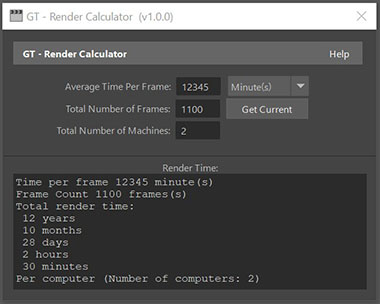 GT - Render Calculator (v1.0.0)
GT - Render Calculator Help
Average Time Per Frame: 12345 Minute(s)
Total Number of Frames: 1100 Get Current
Total Number of Machines: 2
Render Time:
Time per frame 12345 minute(s)
Frame Count 1100 frames(s)
Total render time:
12 years
10 months
28 days
2 hours
30 minutes
Per computer (Number of computers: 2)